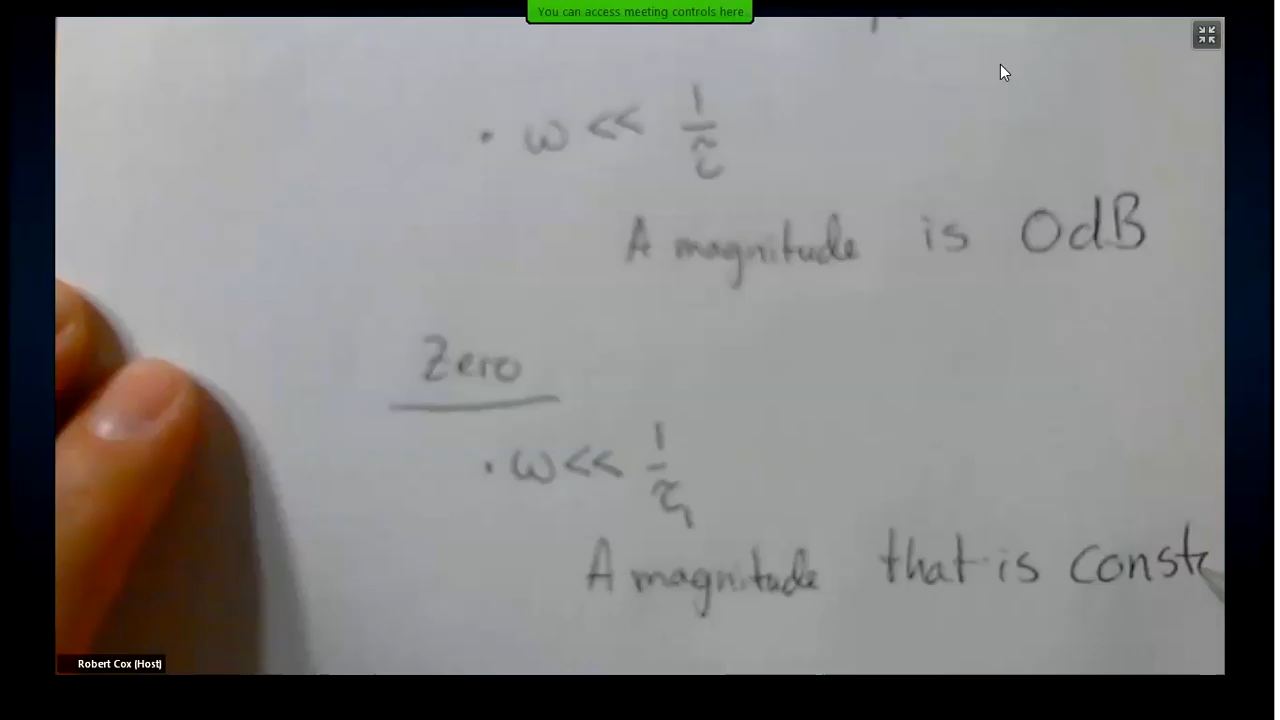 You can access meeting controls here
• ω << 1/τ
A magnitude is 0dB
Zero
• ω << 1/τ₁
A magnitude that is const
Robert Cox (Host)